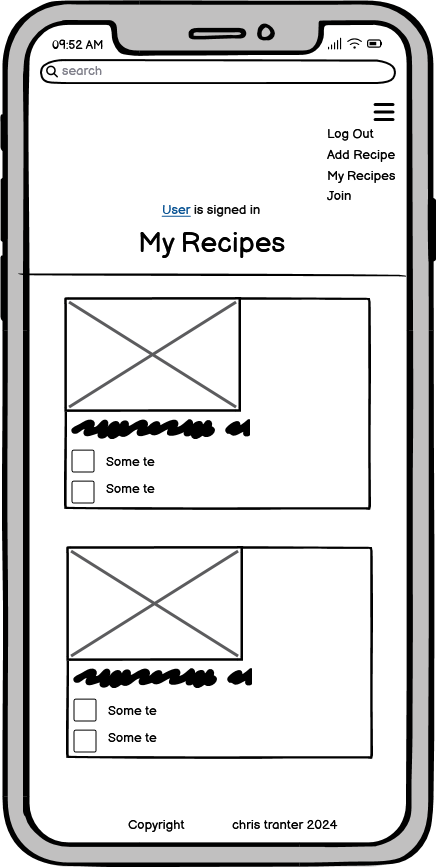 09:52 AM
search
Log Out
Add Recipe
My Recipes
Join
User is signed in
My Recipes
Some te
Some te
Some te
Some te
Copyright chris tranter 2024